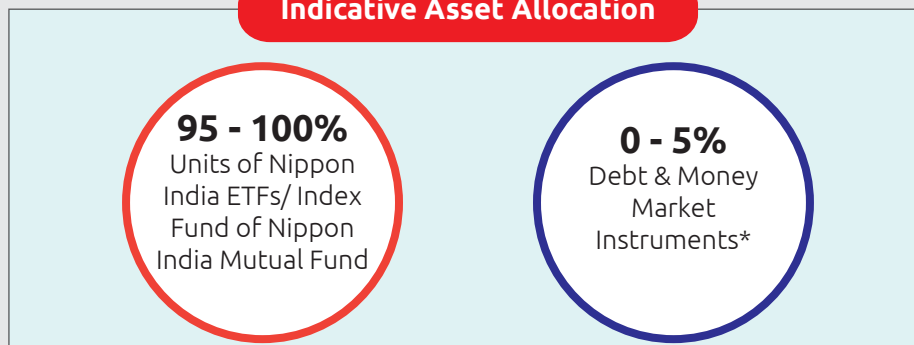 Indicative Asset Allocation
95 - 100%
Units of Nippon
India ETFs/ Index
Fund of Nippon
India Mutual Fund
0 - 5%
Debt & Money
Market
Instruments*